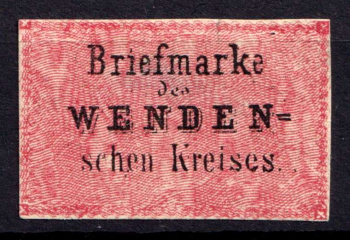 Briefmarke
des
WENDEN=
schen Kreises.